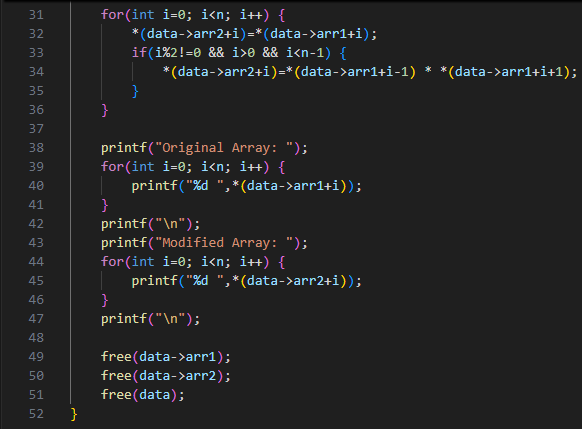 31 for(int i=0; i<n; i++) {
32 *(data->arr2+i)=*(data->arr1+i);
33 if(i%2!=0 && i>0 && i<n-1) {
34 *(data->arr2+i)=*(data->arr1+i-1) * *(data->arr1+i+1);
35 }
36 }
37
38 printf("Original Array: ");
39 for(int i=0; i<n; i++) {
40 printf("%d ",*(data->arr1+i));
41 }
42 printf("\n");
43 printf("Modified Array: ");
44 for(int i=0; i<n; i++) {
45 printf("%d ",*(data->arr2+i));
46 }
47 printf("\n");
48
49 free(data->arr1);
50 free(data->arr2);
51 free(data);
52 }